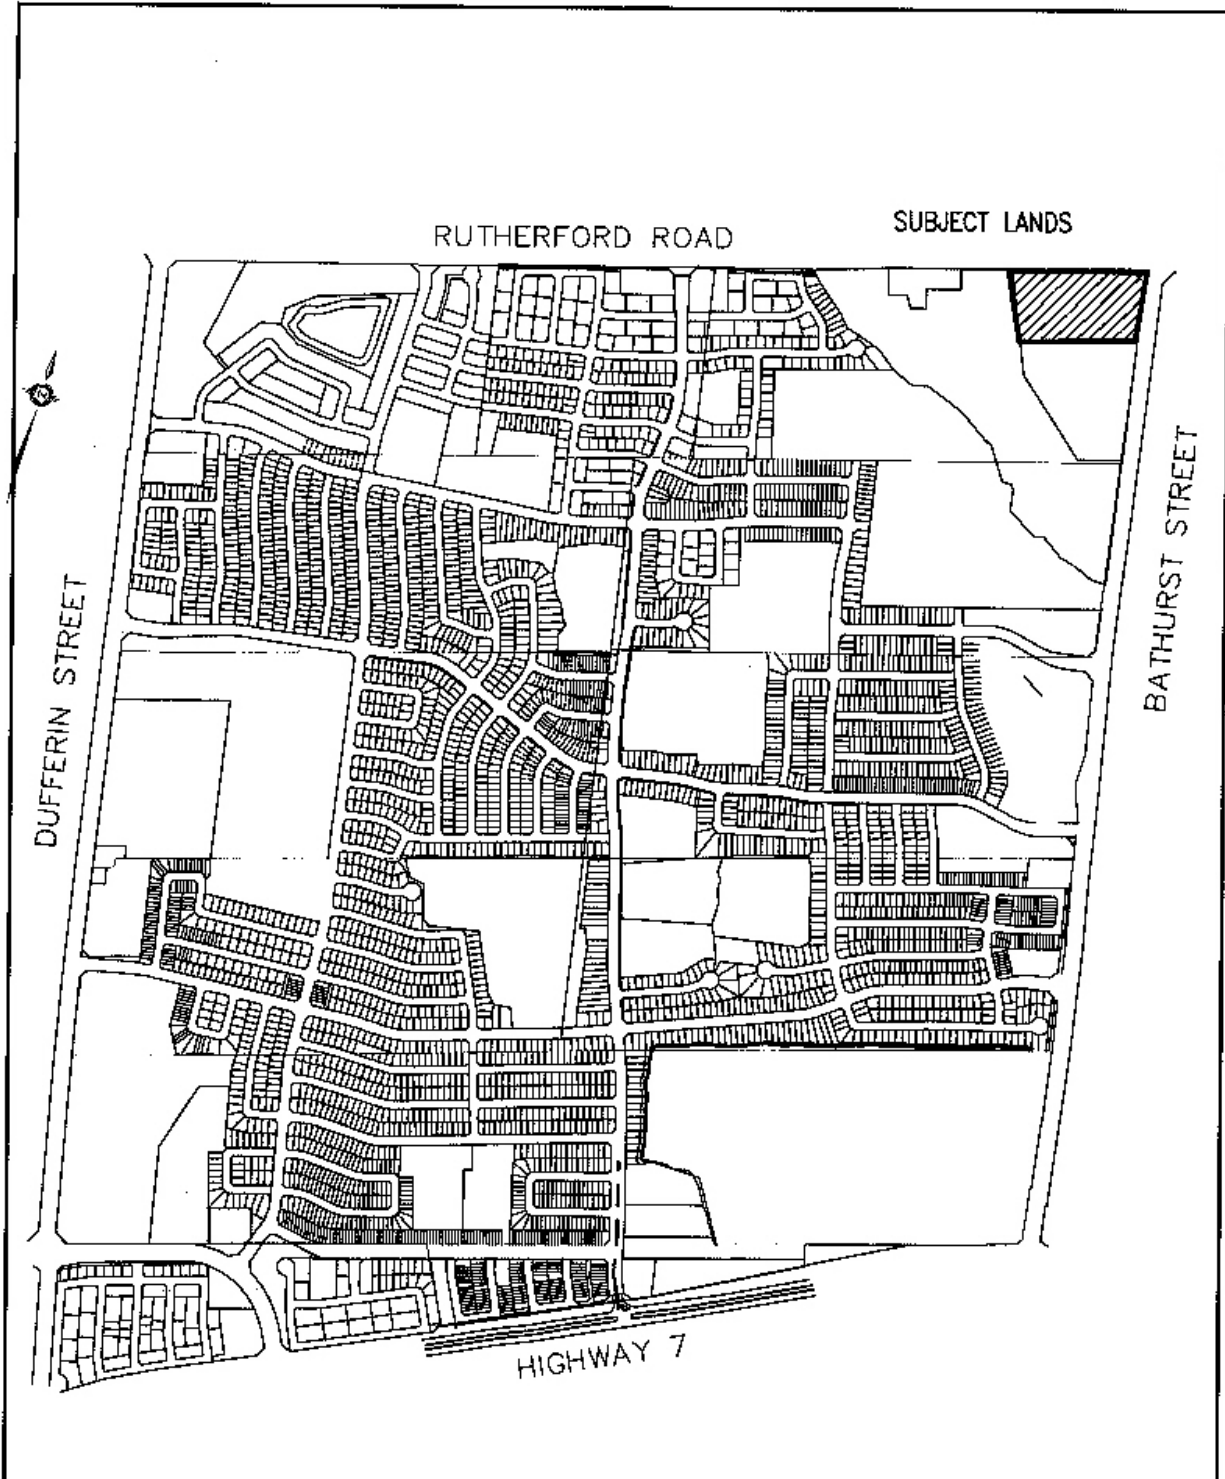 SUBJECT LANDS
RUTHERFORD ROAD
BATHURST STREET
DUFFERIN STREET
HIGHWAY 7